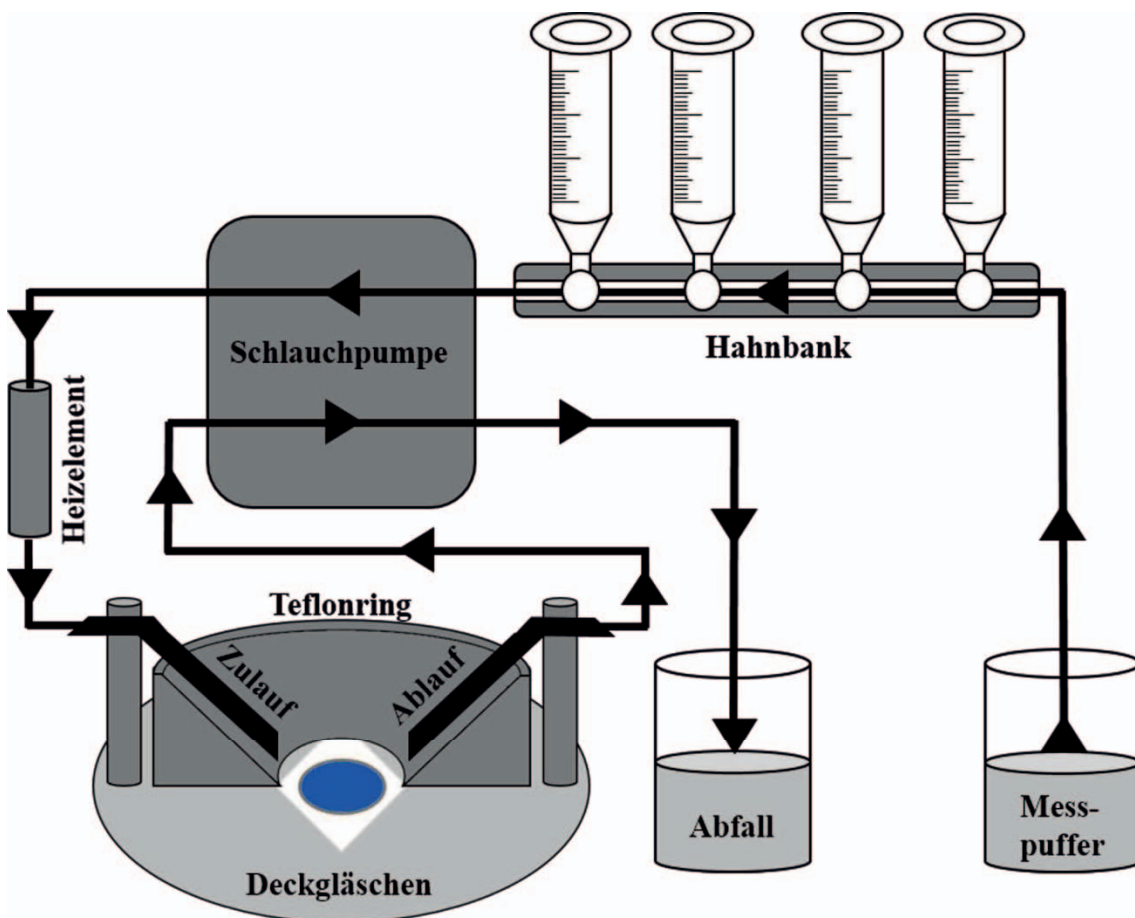 Hahnbank
Schlauchpumpe
Heizelement
Teflonring
Zulauf
Ablauf
Abfall
Mess-
puffer
Deckgläschen